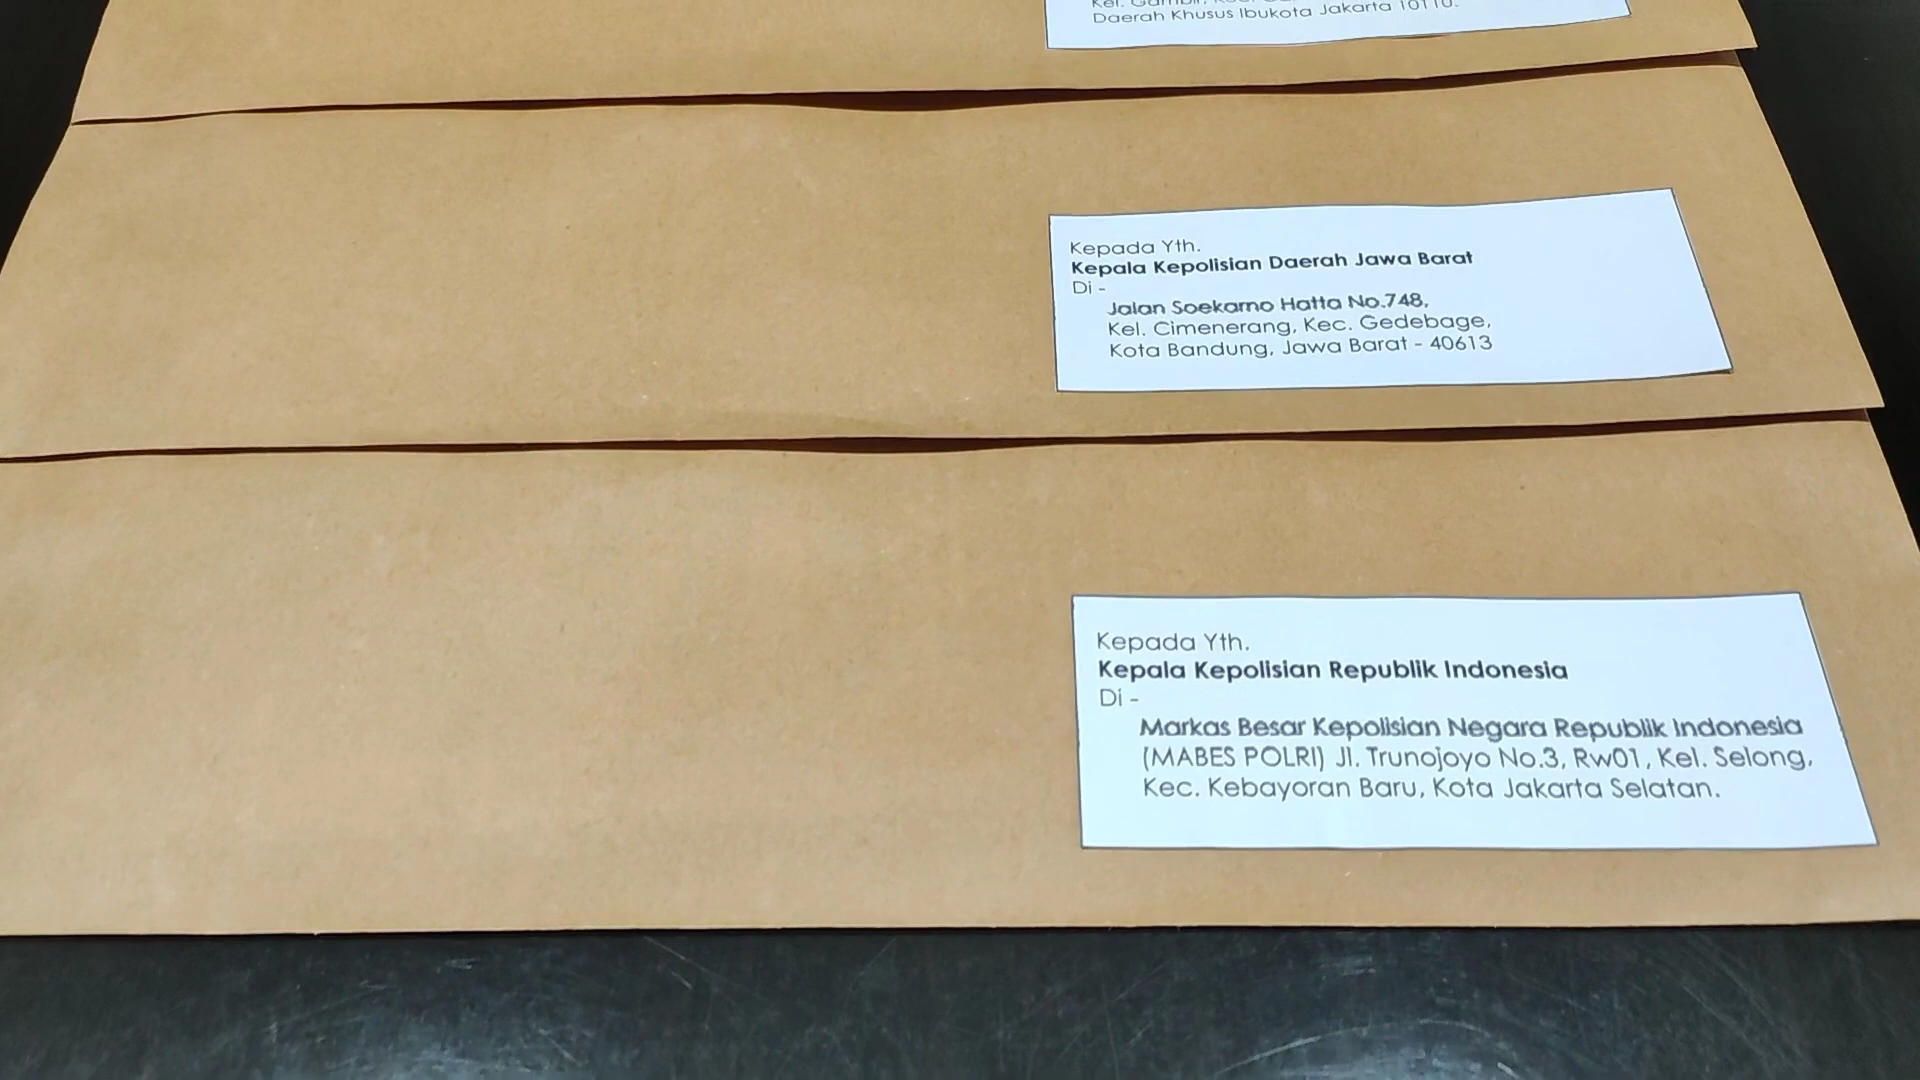 Kel. Gambir,
Daerah Khusus Ibukota Jakarta 10110.
Kepada Yth.
Kepala Kepolisian Daerah Jawa Barat
Di -
Jalan Soekarno Hatta No.748,
Kel. Cimenerang, Kec. Gedebage,
Kota Bandung, Jawa Barat - 40613
Kepada Yth.
Kepala Kepolisian Republik Indonesia
Di -
Markas Besar Kepolisian Negara Republik Indonesia
(MABES POLRI) Jl. Trunojoyo No.3, Rw01, Kel. Selong,
Kec. Kebayoran Baru, Kota Jakarta Selatan.